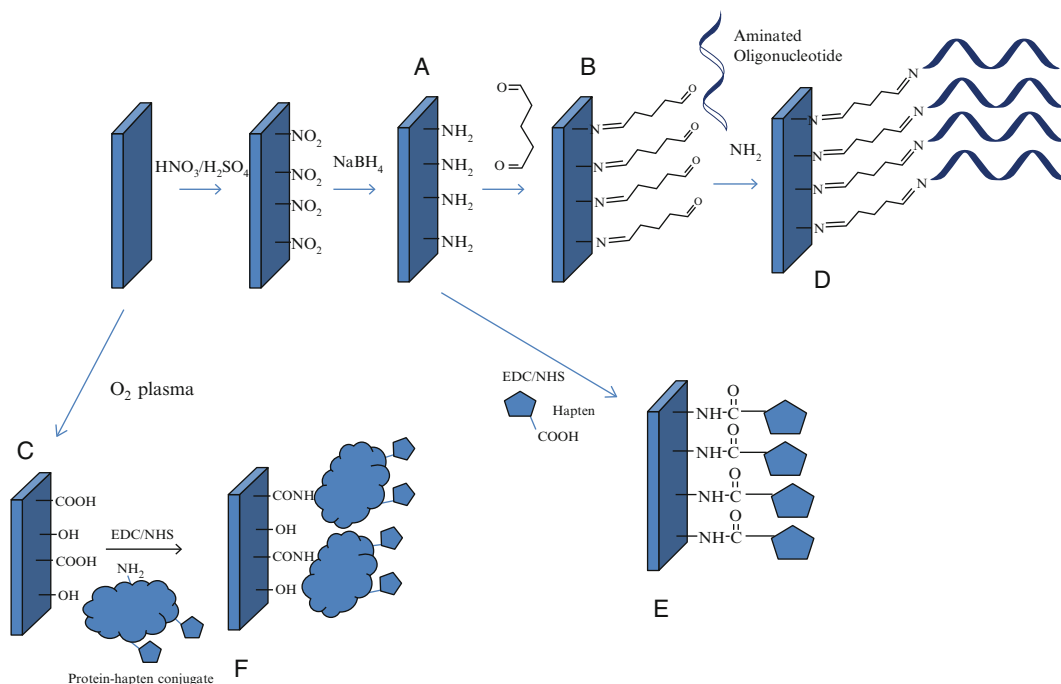 Aminated
Oligonucleotide
A
B
O
O
HNO3/H2SO4
NO2
NO2
NO2
NO2
NaBH4
NH2
NH2
NH2
NH2
N
O
N
O
N
O
N
O
NH2
N
N
N
N
N
N
N
N
D
O2 plasma
EDC/NHS
Hapten
COOH
O
NH-C
O
NH-C
O
NH-C
O
NH-C
E
C
COOH
OH
COOH
OH
EDC/NHS
NH2
Protein-hapten conjugate
CONH
OH
CONH
OH
F